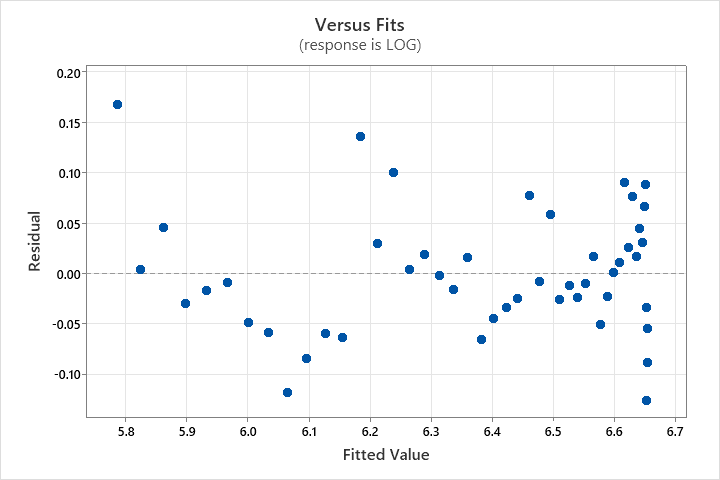 Versus Fits
(response is LOG)
0.20
0.15
0.10
0.05
0.00
-0.05
-0.10
Residual
5.8 5.9 6.0 6.1 6.2 6.3 6.4 6.5 6.6 6.7
Fitted Value